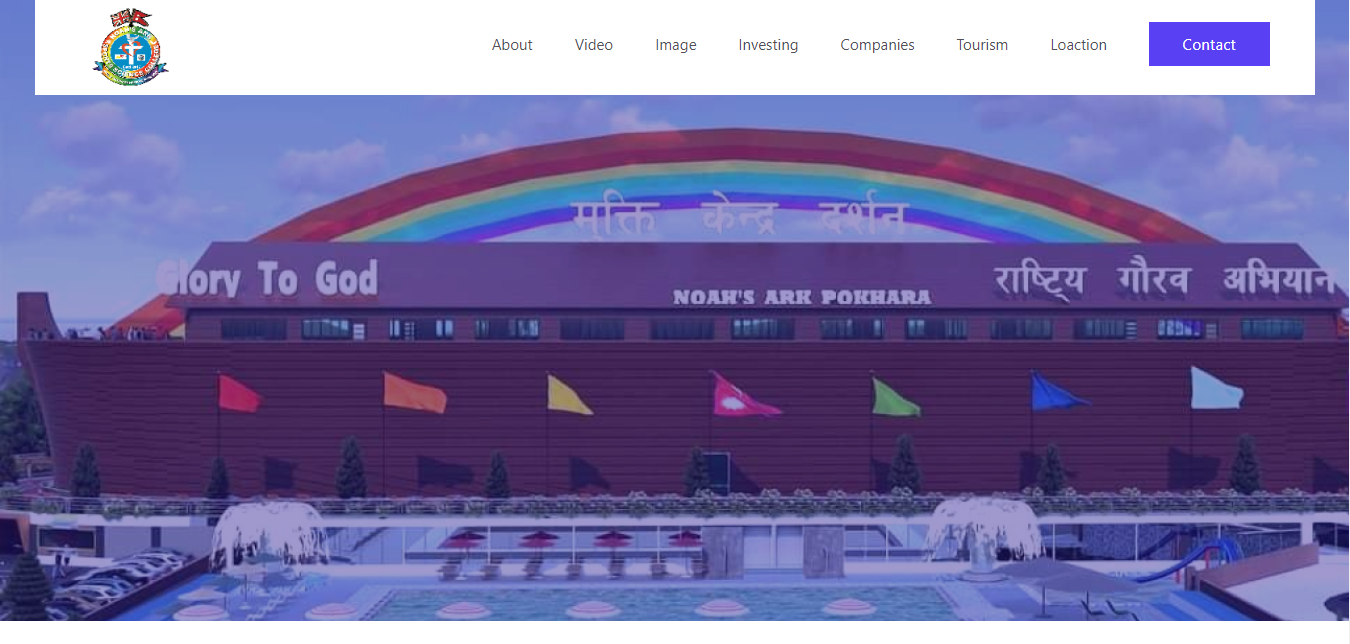 About Video Image Investing Companies Tourism Loaction Contact
मुक्ति केन्द्र दर्शन
Glory To God
NOAH'S ARK POKHARA
राष्ट्रिय गौरव अभियान